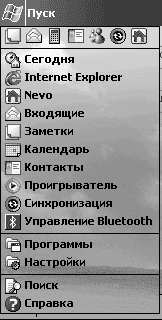 Пуск
Сегодня
Internet Explorer
Nevo
Входящие
Заметки
Календарь
Контакты
Проигрыватель
Синхронизация
Управление Bluetooth
Программы
Настройки
Поиск
Справка